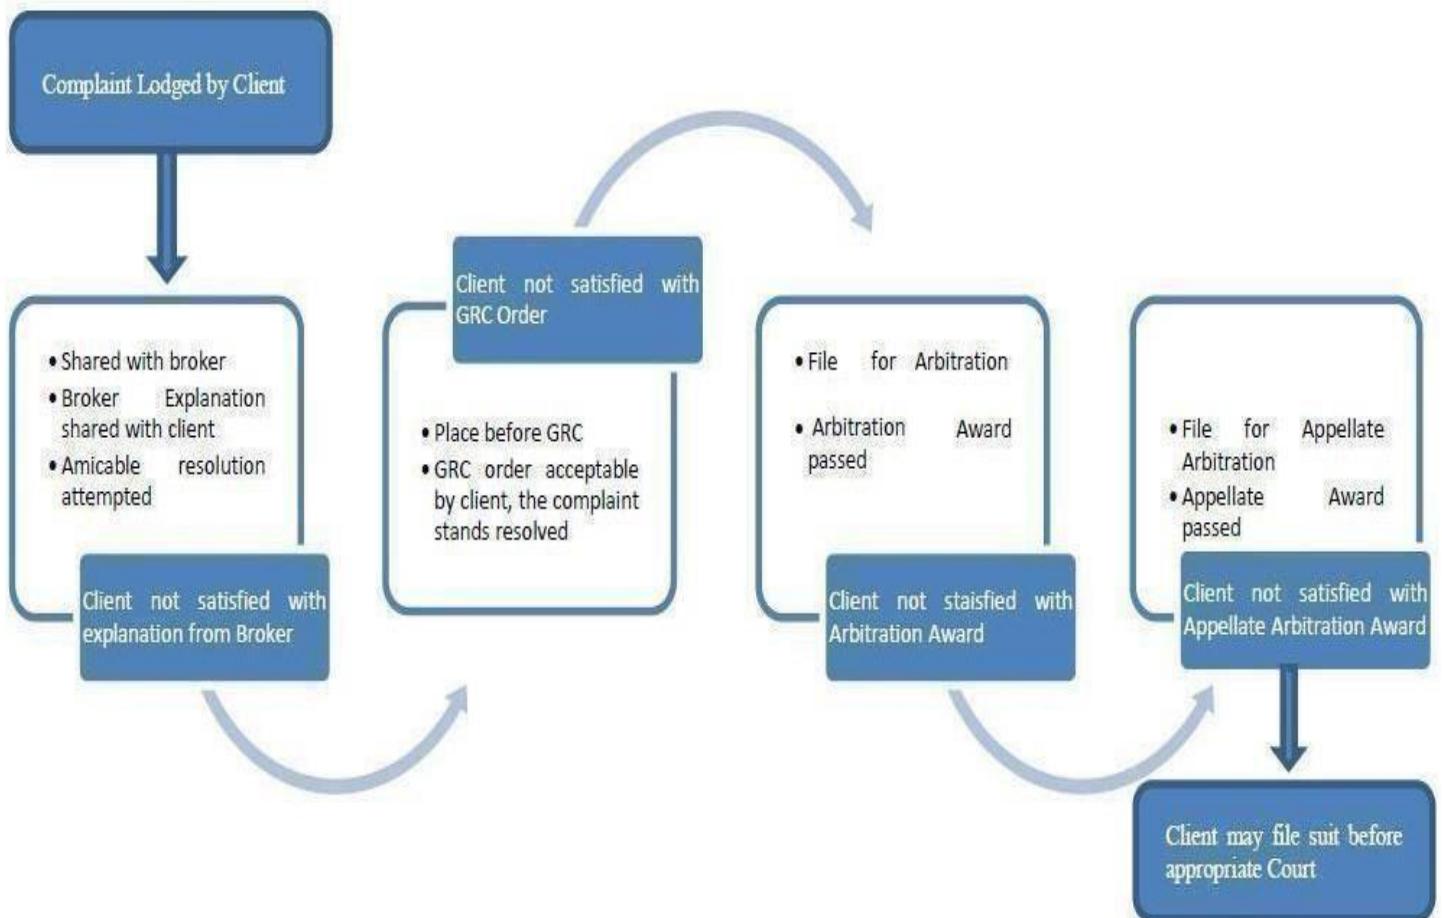 Complaint Lodged by Client
• Shared with broker
• Broker Explanation
shared with client
• Amicable resolution
attempted
Client not satisfied with
explanation from Broker
Client not satisfied with
GRC Order
• Place before GRC
• GRC order acceptable
by client, the complaint
stands resolved
• File for Arbitration
• Arbitration Award
passed
Client not staisfied with
Arbitration Award
• File for Appellate
Arbitration
• Appellate Award
passed
Client not satisfied with
Appellate Arbitration Award
Client may file suit before
appropriate Court